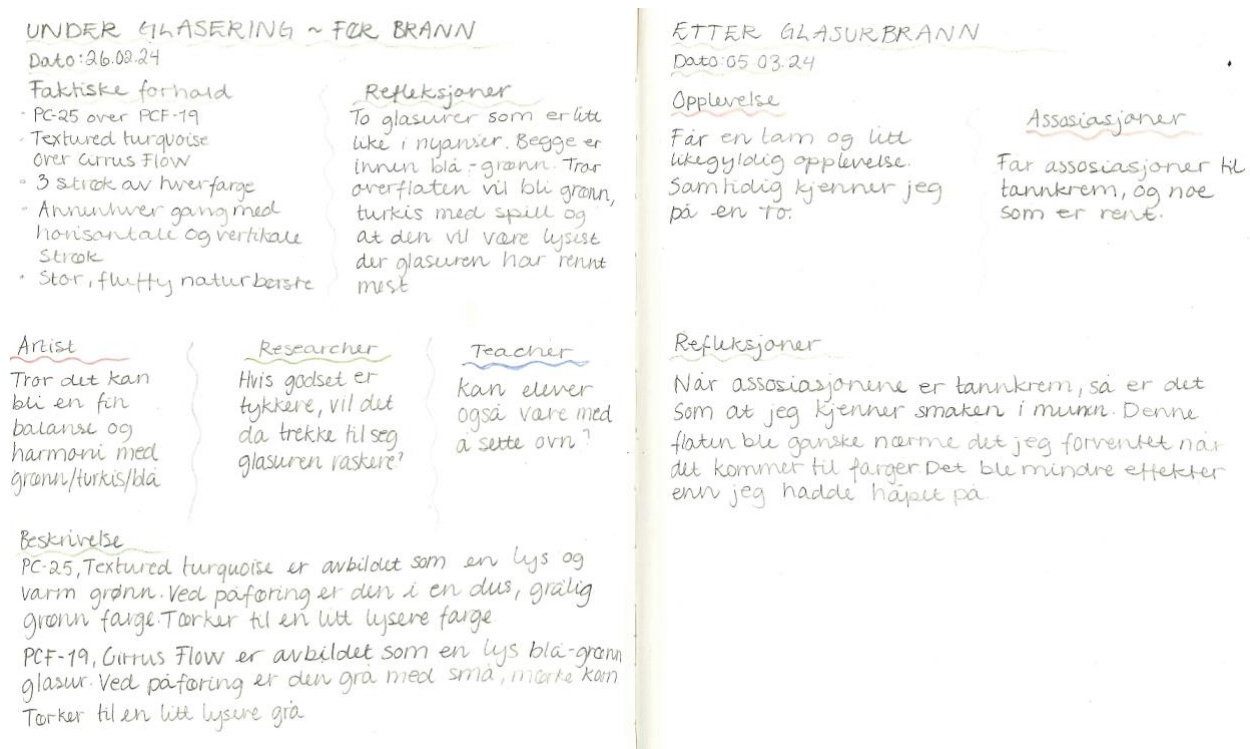 UNDER GLASERING ~ FØR BRANN
Dato: 26.02.24
Faktiske forhold
- PC-25 over PCF-19
- Textured turquoise
over Cirrus Flow
- 3 strøk av hver farge
- Annenhver gang med
horisontale og vertikale
strøk
- Stor, fluffy naturbørste
Refleksjoner
To glasurer som er litt
like i nyanser. Begge er
innen blå-grønn. Tror
overflaten vil bli grønn,
turkis med spill og
at den vil være lysist
der glasuren har rennt
mest
Artist
Tror det kan
bli en fin
balanse og
harmoni med
grønn/turkis/blå
Researcher
Hvis godset er
tykkere, vil det
da trekke til seg
glasuren raskere?
Teacher
Kan elever
også være med
å sette ovn?
Beskrivelse
PC-25, Textured turquoise er avbildet som en lys og
varm grønn. Ved påføring er den i en dus, grålig
grønn farge. Tørker til en litt lysere farge
PCF-19, Cirrus Flow er avbildet som en lys blå-grønn
glasur. Ved påføring er den grå med små, mørke korn
Tørker til en litt lysere grå
ETTER GLASURBRANN
Dato: 05.03.24
Opplevelse
Får en lam og litt
likegyldig opplevelse.
Samtidig kjenner jeg
på en ro.
Assosiasjoner
Får assosiasjoner til
tannkrem, og noe
som er rent.
Refleksjoner
Når assosiasjonene er tannkrem, så er det
som at jeg kjenner smaken i munn. Denne
flaten ble ganske nærme det jeg forventet når
det kommer til farger. Det ble mindre effekter
enn jeg hadde håpet på.